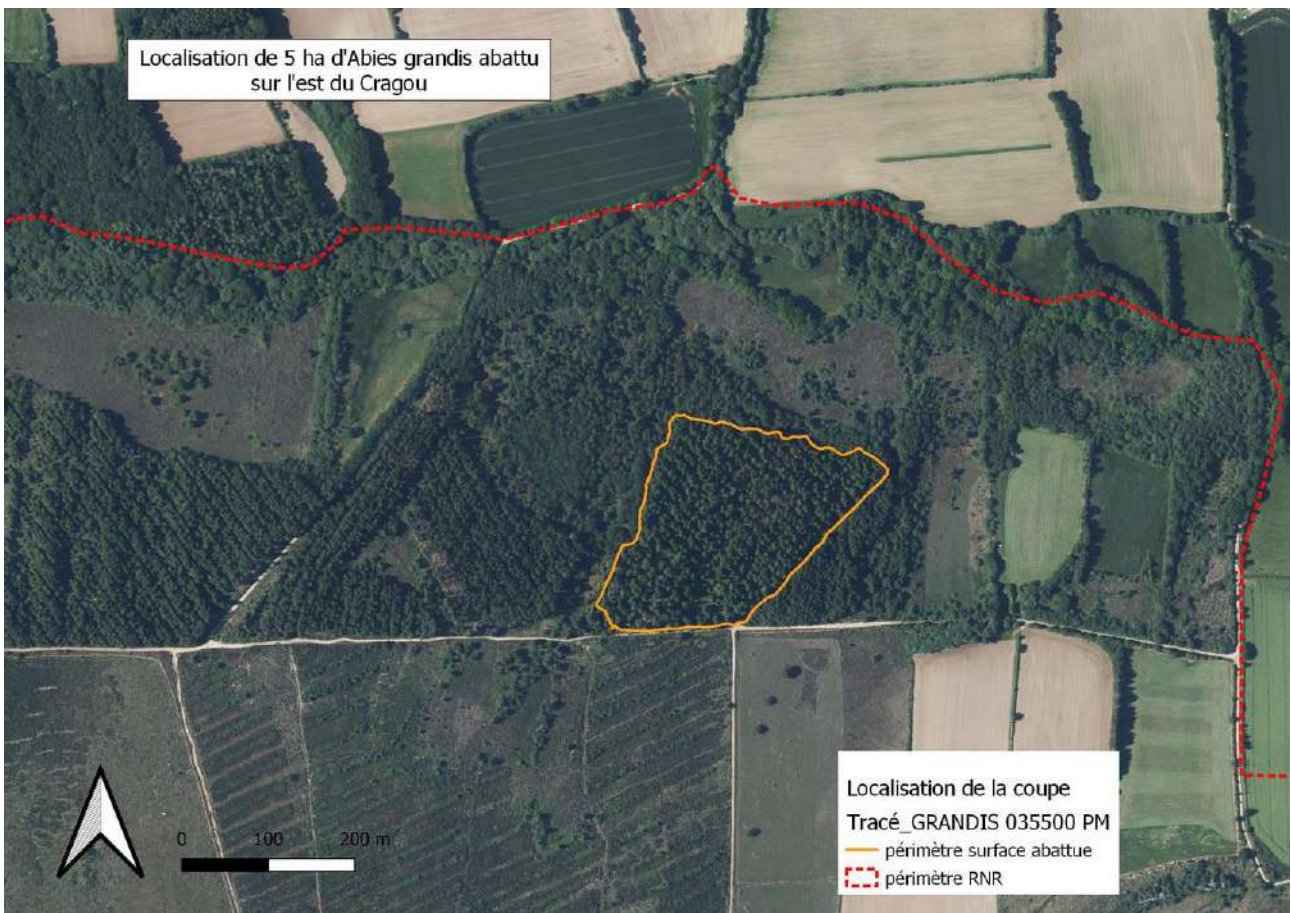 Localisation de 5 ha d'Abies grandis abattu
sur l'est du Cragou
0 100 200 m
Localisation de la coupe
Tracé_GRANDIS 035500 PM
périmètre surface abattue
périmètre RNR